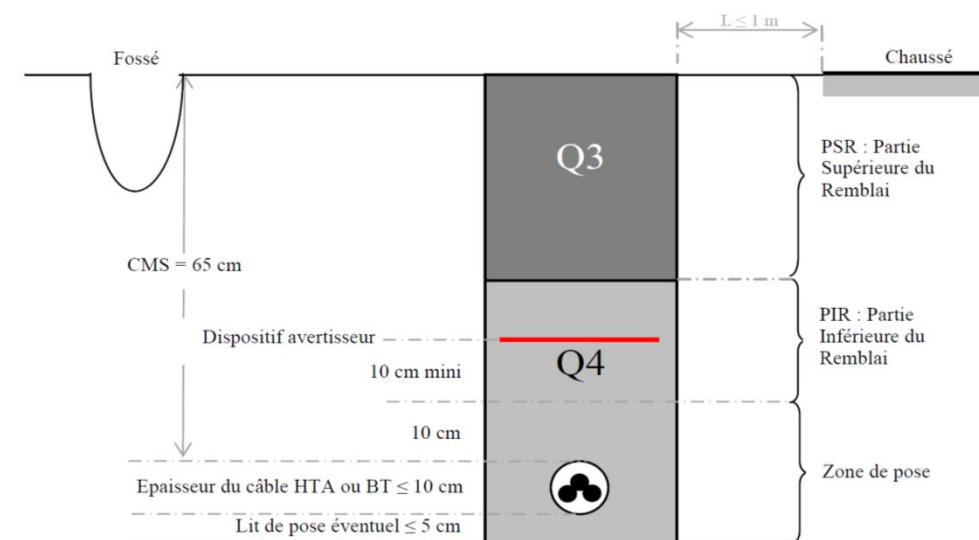 L ≤ 1 m
Fossé
Chaussé
Q3
PSR : Partie
Supérieure du
Remblai
CMS = 65 cm
Dispositif avertisseur
PIR : Partie
Inférieure du
Remblai
Q4
10 cm mini
10 cm
Zone de pose
Epaisseur du câble HTA ou BT ≤ 10 cm
Lit de pose éventuel ≤ 5 cm